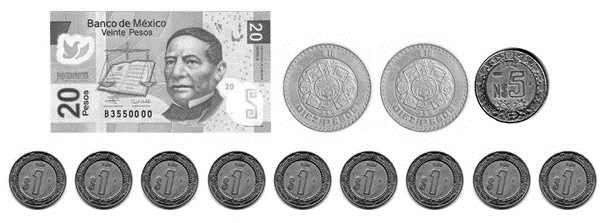 Banco de México
Veinte Pesos
20
20
20
Pesos
B3550000
DIEZ PESOS
DIEZ PESOS
N$5
$1
$1
$1
$1
$1
$1
$1
$1
$1